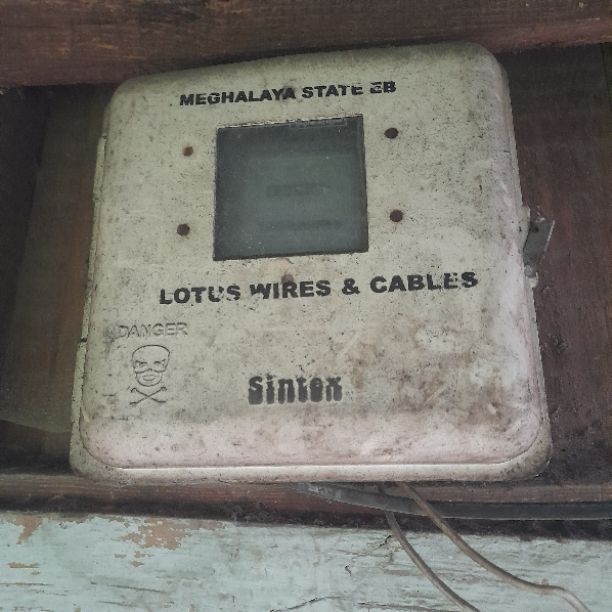 MEGHALAYA STATE EB
LOTUS WIRES & CABLES
DANGER
Sintex